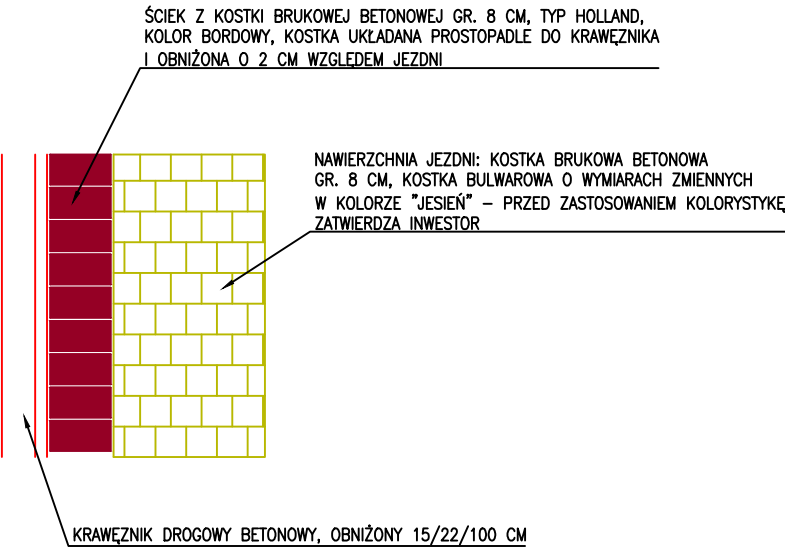 ŚCIEK Z KOSTKI BRUKOWEJ BETONOWEJ GR. 8 CM, TYP HOLLAND,
KOLOR BORDOWY, KOSTKA UKŁADANA PROSTOPADLE DO KRAWĘZNIKA
I OBNIŻONA O 2 CM WZGLĘDEM JEZDNI
NAWIERZCHNIA JEZDNI: KOSTKA BRUKOWA BETONOWA
GR. 8 CM, KOSTKA BULWAROWA O WYMIARACH ZMIENNYCH
W KOLORZE "JESIEŃ" – PRZED ZASTOSOWANIEM KOLORYSTYKĘ
ZATWIERDZA INWESTOR
KRAWĘZNIK DROGOWY BETONOWY, OBNIŻONY 15/22/100 CM